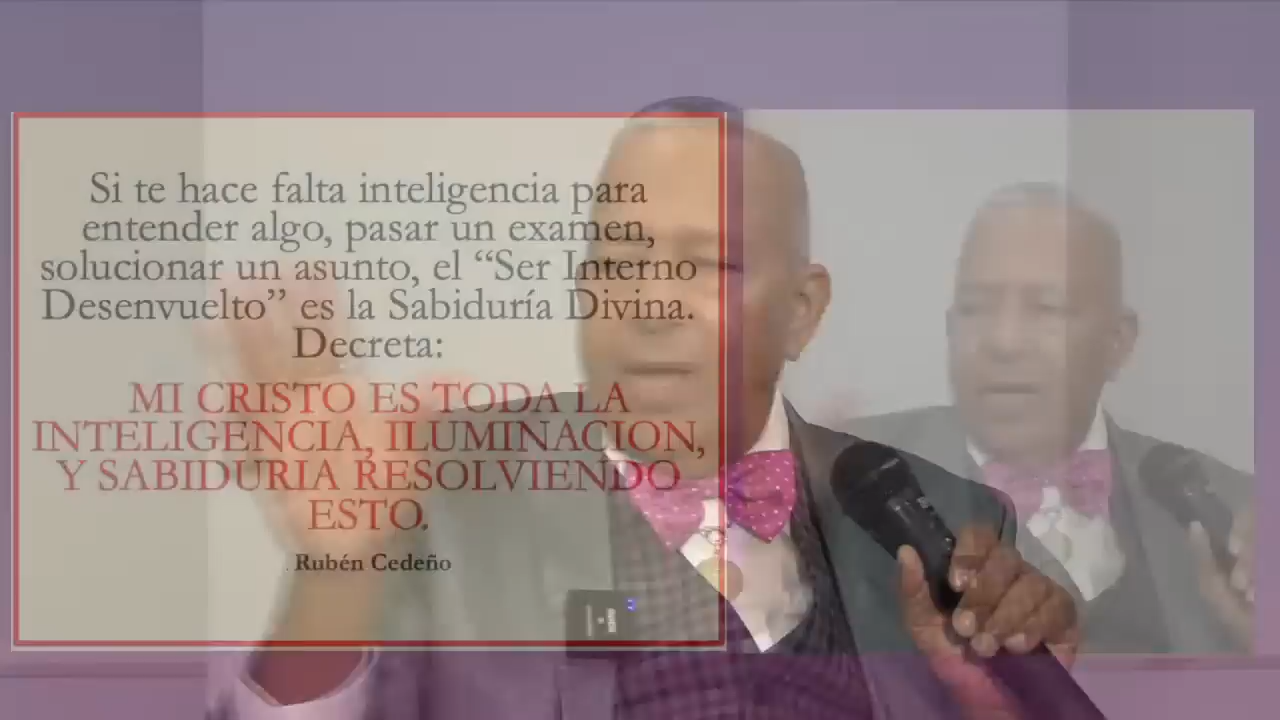 Si te hace falta inteligencia para
entender algo, pasar un examen,
solucionar un asunto, el “Ser Interno
Desenvuelto” es la Sabiduría Divina.
Decreta:
MI CRISTO ES TODA LA
INTELIGENCIA, ILUMINACION,
Y SABIDURIA RESOLVIENDO
ESTO.
Rubén Cedeño